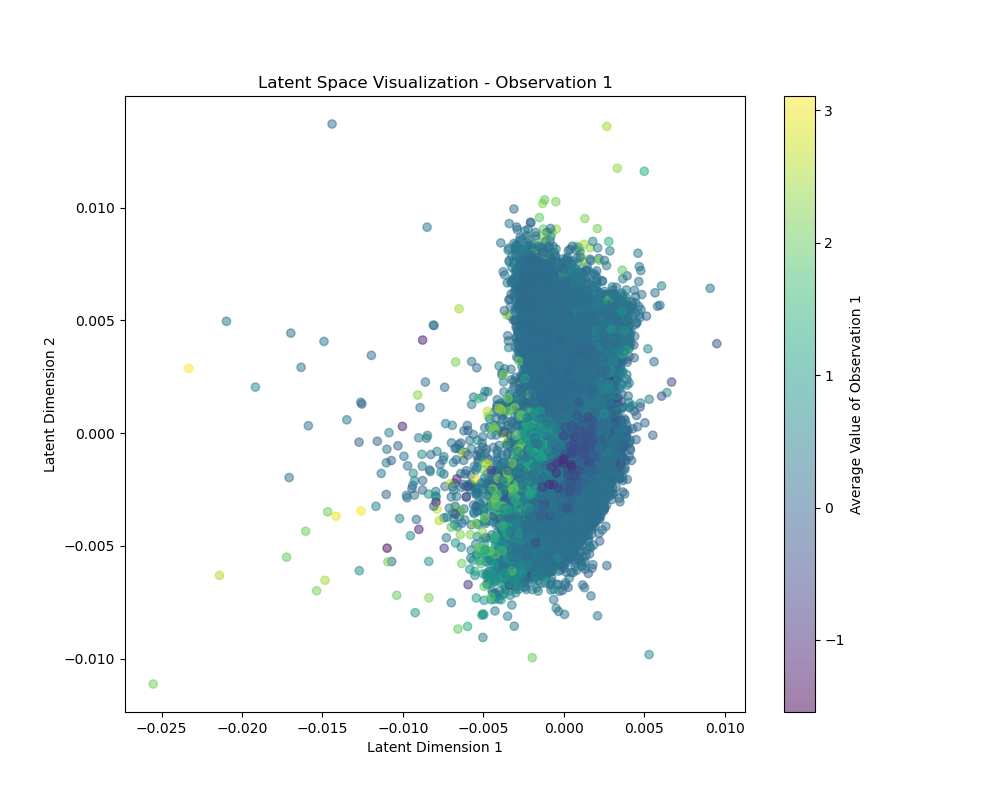 Latent Space Visualization - Observation 1
0.010
0.005
0.000
−0.005
−0.010
Latent Dimension 2
−0.025 −0.020 −0.015 −0.010 −0.005 0.000 0.005 0.010
Latent Dimension 1
3
2
1
0
−1
Average Value of Observation 1